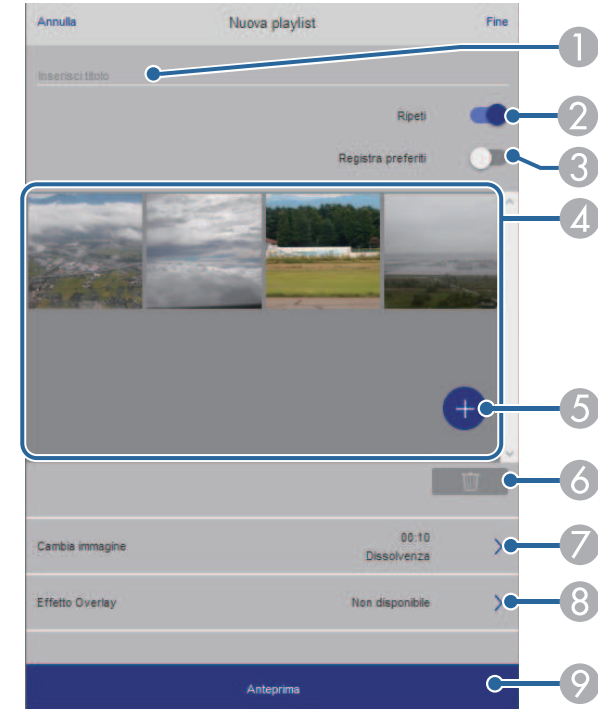 Annulla Nuova playlist Fine
1
Inserisci titolo
Ripeti 2
Registra preferiti 3
4
5
6
00:10
Cambia immagine 7
Dissolvenza
Effetto Overlay Non disponibile 8
Anteprima 9